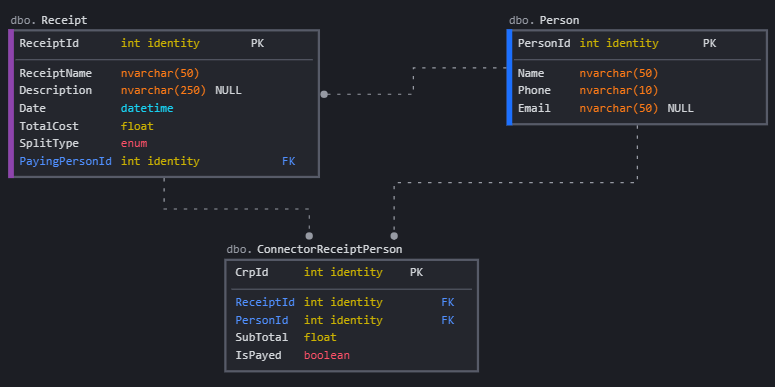 dbo. Receipt
ReceiptId int identity PK
ReceiptName nvarchar(50)
Description nvarchar(250) NULL
Date datetime
TotalCost float
SplitType enum
PayingPersonId int identity FK
dbo. Person
PersonId int identity PK
Name nvarchar(50)
Phone nvarchar(10)
Email nvarchar(50) NULL
dbo. ConnectorReceiptPerson
CrpId int identity PK
ReceiptId int identity FK
PersonId int identity FK
SubTotal float
IsPayed boolean